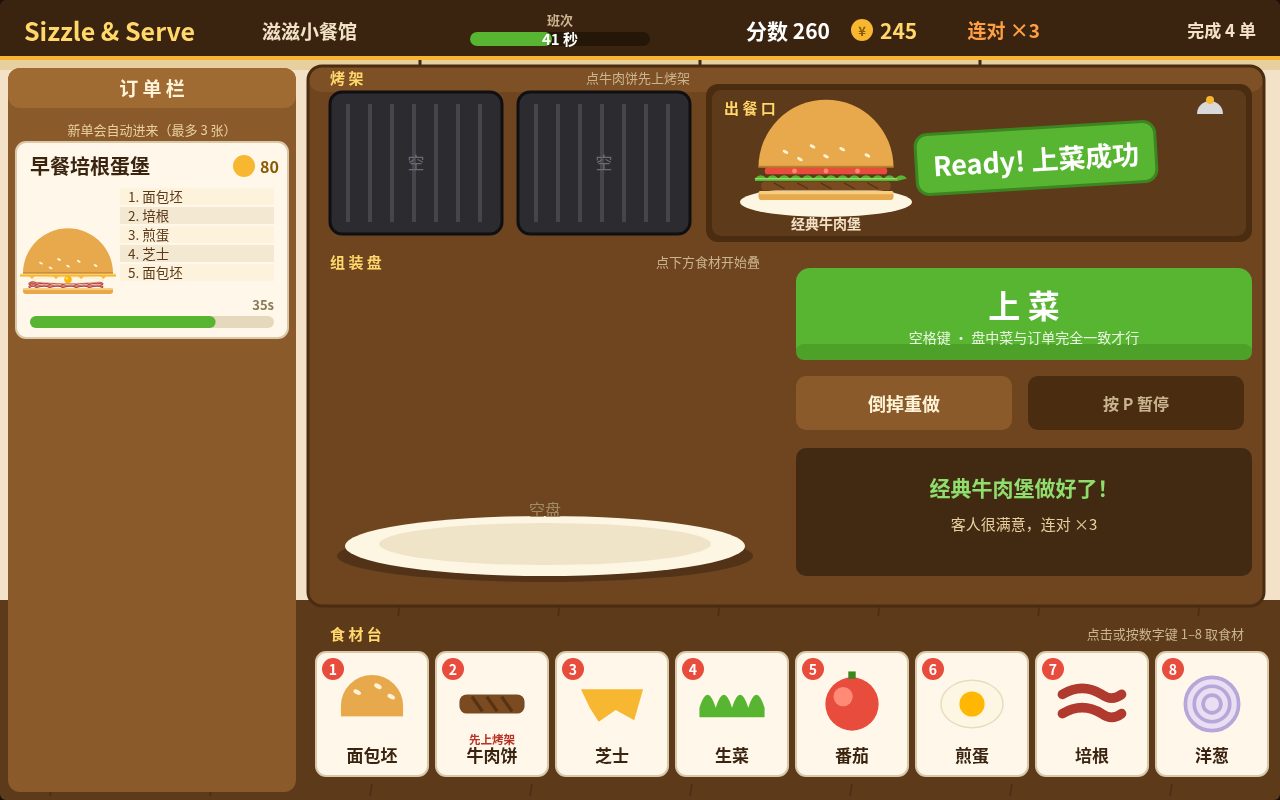 Sizzle & Serve
滋滋小餐馆
班次
41 秒
分数 260
¥ 245
连对 ×3
完成 4 单
订单栏
新单会自动进来（最多 3 张）
早餐培根蛋堡
80
1. 面包坯
2. 培根
3. 煎蛋
4. 芝士
5. 面包坯
35s
烤架
点牛肉饼先上烤架
空
空
出餐口
Ready! 上菜成功
经典牛肉堡
组装盘
点下方食材开始叠
空盘
上菜
空格键 · 盘中菜与订单完全一致才行
倒掉重做
按 P 暂停
经典牛肉堡做好了！
客人很满意，连对 ×3
食材台
点击或按数字键 1–8 取食材
1
面包坯
2
先上烤架
牛肉饼
3
芝士
4
生菜
5
番茄
6
煎蛋
7
培根
8
洋葱